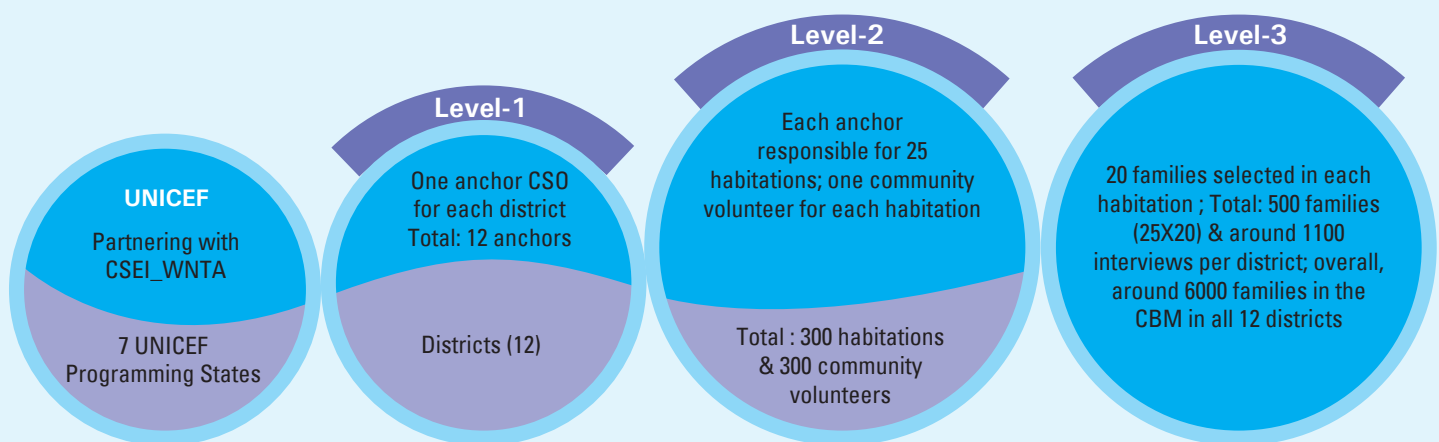 UNICEF
Partnering with
CSEI_WNTA
7 UNICEF
Programming States
Level-1
One anchor CSO
for each district
Total: 12 anchors
Districts (12)
Level-2
Each anchor
responsible for 25
habitations; one community
volunteer for each habitation
Total : 300 habitations
& 300 community
volunteers
Level-3
20 families selected in each
habitation ; Total: 500 families
(25X20) & around 1100
interviews per district; overall,
around 6000 families in the
CBM in all 12 districts